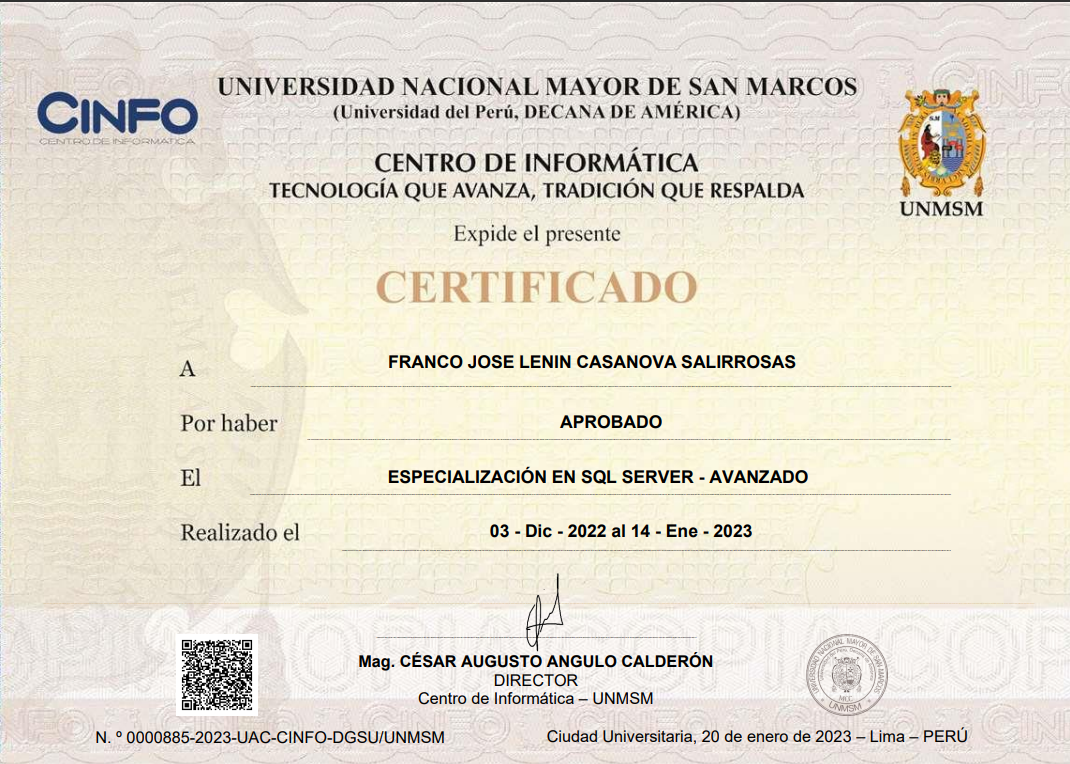 CINFO
CENTRO DE INFORMÁTICA
UNIVERSIDAD NACIONAL MAYOR DE SAN MARCOS
(Universidad del Perú, DECANA DE AMÉRICA)
CENTRO DE INFORMÁTICA
TECNOLOGÍA QUE AVANZA, TRADICIÓN QUE RESPALDA
UNMSM
Expide el presente
CERTIFICADO
A FRANCO JOSE LENIN CASANOVA SALIRROSAS
Por haber APROBADO
El ESPECIALIZACIÓN EN SQL SERVER - AVANZADO
Realizado el 03 - Dic - 2022 al 14 - Ene - 2023
Mag. CÉSAR AUGUSTO ANGULO CALDERÓN
DIRECTOR
Centro de Informática – UNMSM
UNIVERSIDAD NACIONAL MAYOR DE SAN MARCOS
UNMSM
N. º 0000885-2023-UAC-CINFO-DGSU/UNMSM
Ciudad Universitaria, 20 de enero de 2023 – Lima – PERÚ